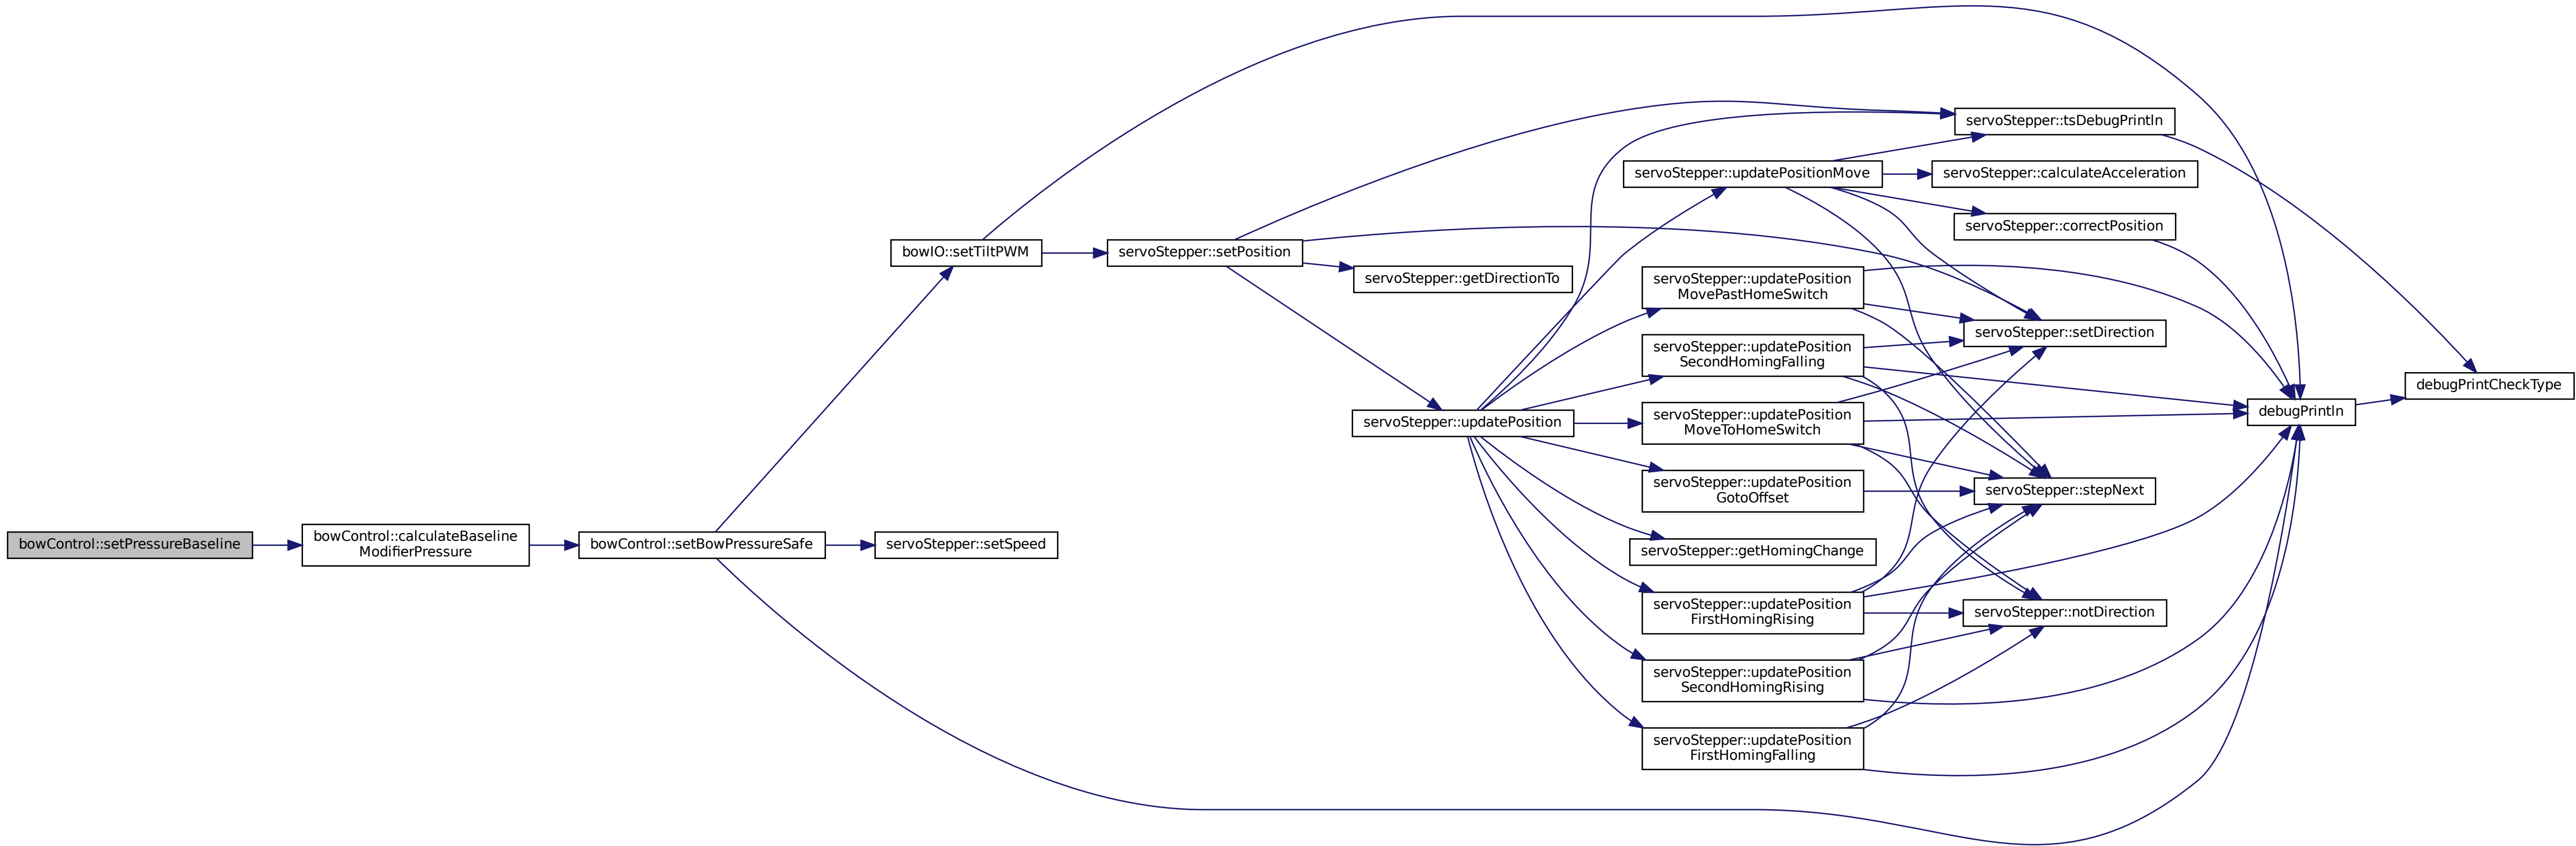 bowControl::setPressureBaseline
bowControl::calculateBaseline
ModifierPressure
bowControl::setBowPressureSafe
bowIO::setTiltPWM
servoStepper::setSpeed
servoStepper::setPosition
servoStepper::getDirectionTo
servoStepper::updatePosition
servoStepper::updatePositionMove
servoStepper::updatePosition
MovePastHomeSwitch
servoStepper::updatePosition
SecondHomingFalling
servoStepper::updatePosition
MoveToHomeSwitch
servoStepper::updatePosition
GotoOffset
servoStepper::getHomingChange
servoStepper::updatePosition
FirstHomingRising
servoStepper::updatePosition
SecondHomingRising
servoStepper::updatePosition
FirstHomingFalling
servoStepper::tsDebugPrintln
servoStepper::calculateAcceleration
servoStepper::correctPosition
servoStepper::setDirection
servoStepper::stepNext
servoStepper::notDirection
debugPrintln
debugPrintCheckType